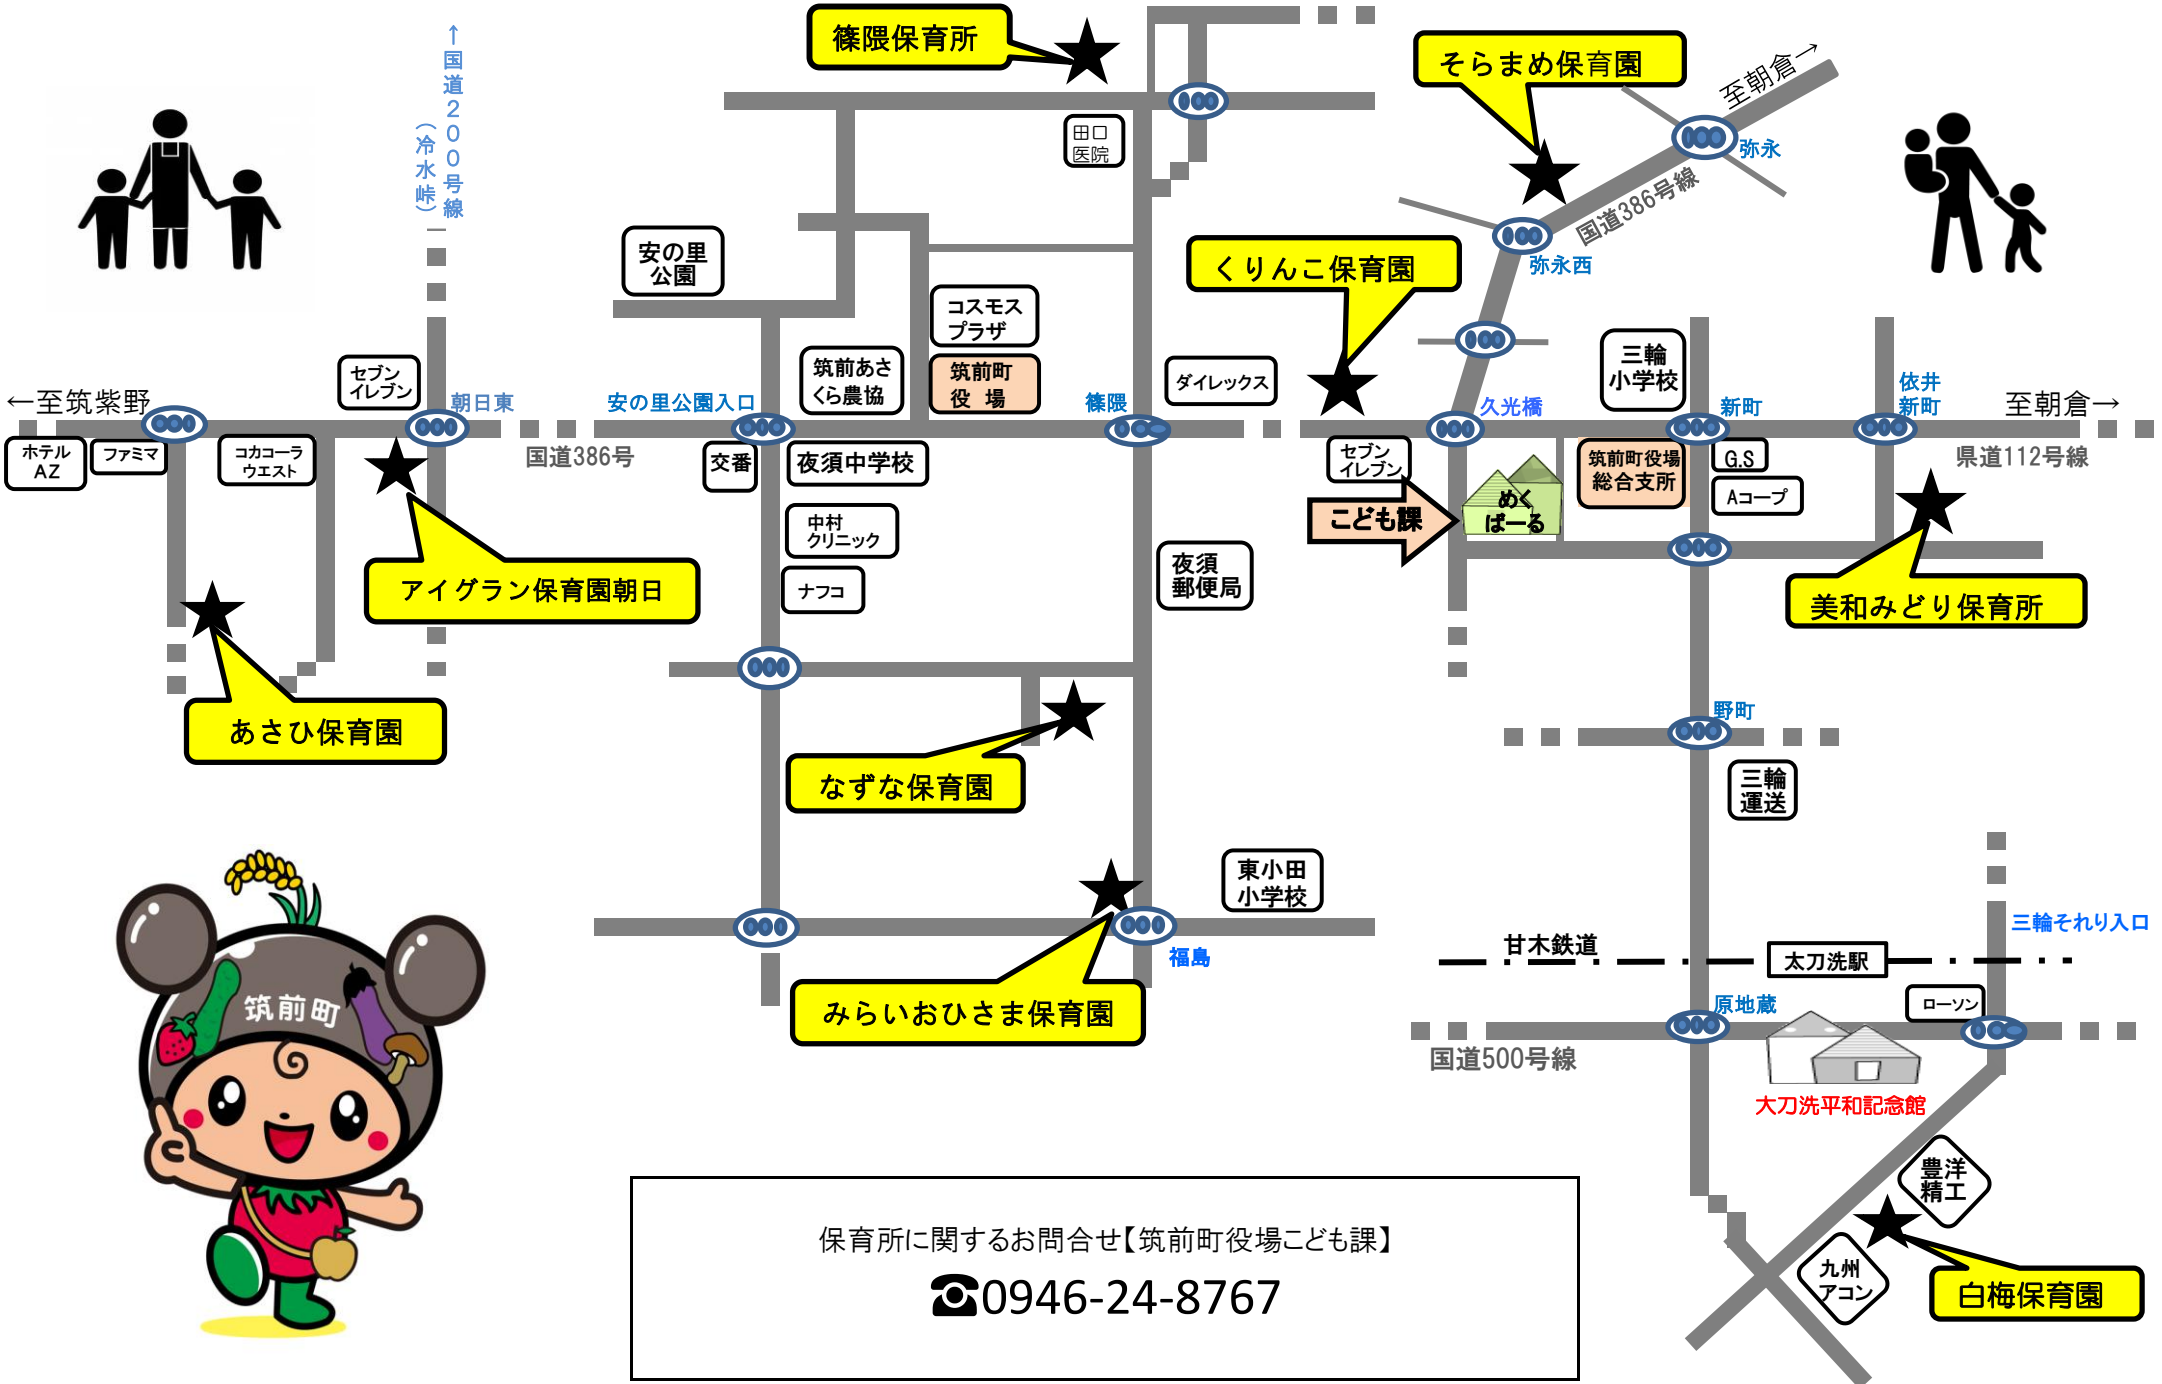 篠隈保育所
そらまめ保育園
至朝倉→
↑国道200号線
（冷水峠）
田口
医院
弥永
国道386号線
弥永西
安の里
公園
くりんこ保育園
コスモス
プラザ
セブン
イレブン
筑前あさ
くら農協
筑前町
役 場
ダイレックス
三輪
小学校
依井
新町
←至筑紫野
朝日東
安の里公園入口
篠隈
久光橋
新町
至朝倉→
ホテル
AZ
ファミマ
コカコーラ
ウエスト
国道386号
交番
夜須中学校
セブン
イレブン
筑前町役場
総合支所
G.S
県道112号線
Aコープ
めく
ばーる
こども課
中村
クリニック
ナフコ
夜須
郵便局
アイグラン保育園朝日
美和みどり保育所
あさひ保育園
なずな保育園
野町
三輪
運送
東小田
小学校
福島
みらいおひさま保育園
甘木鉄道
太刀洗駅
三輪それり入口
原地蔵
ローソン
国道500号線
大刀洗平和記念館
筑前町
豊洋
精工
九州
アコン
白梅保育園
保育所に関するお問合せ【筑前町役場こども課】
☎0946-24-8767